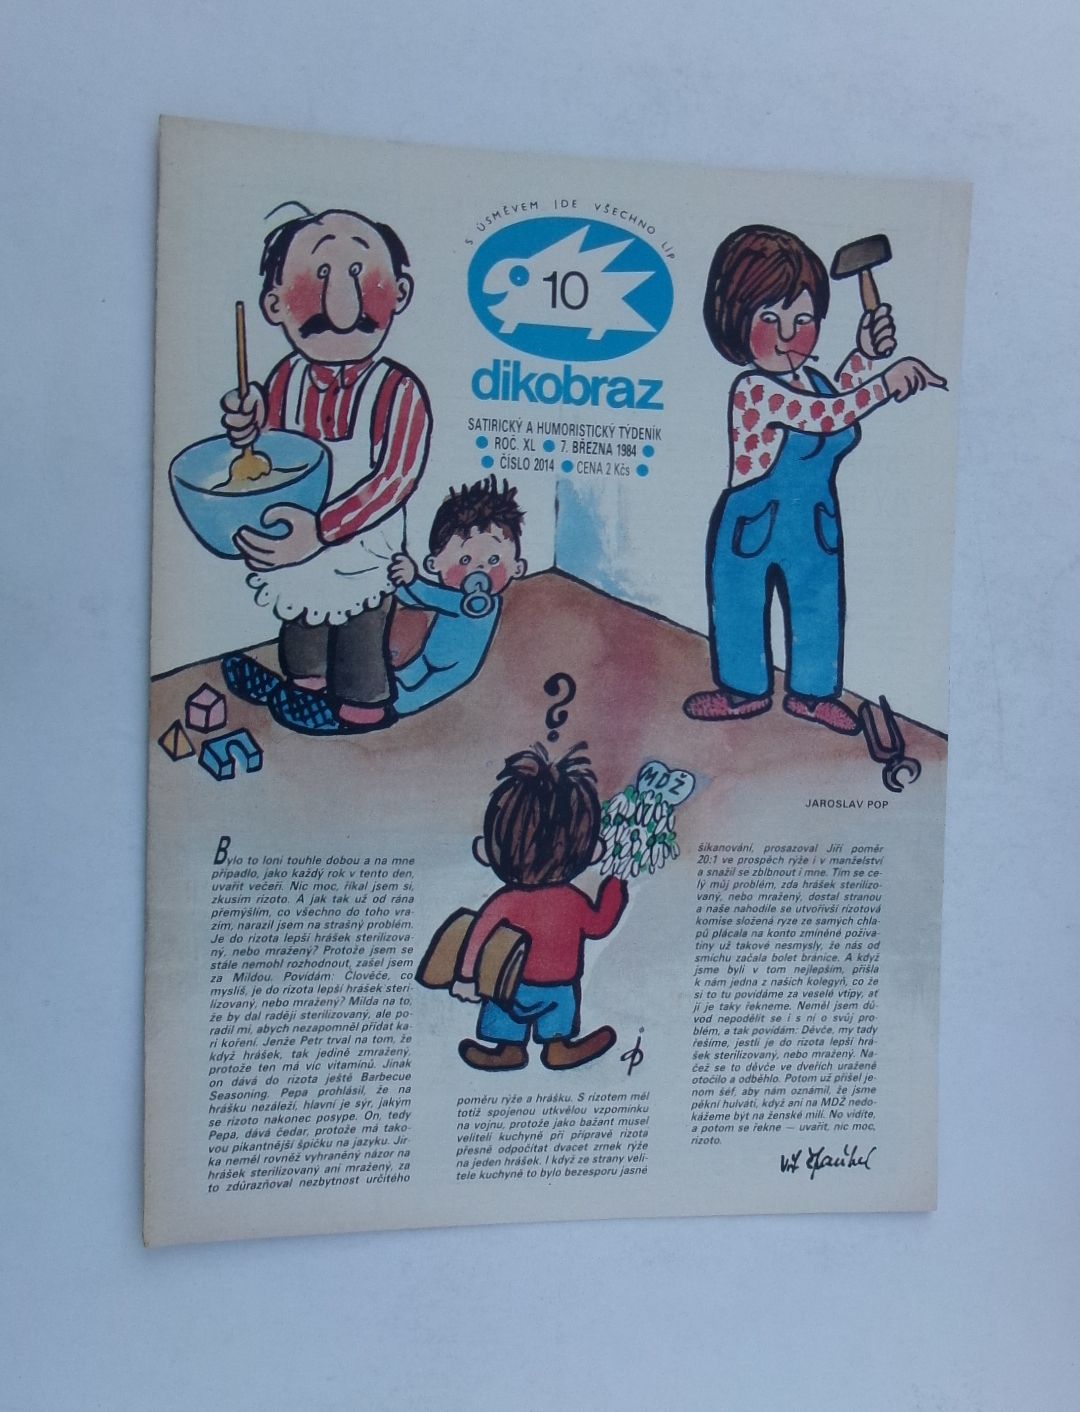 S ÚSMĚVEM JDE VŠECHNO LÍP
10
dikobraz
SATIRICKÝ A HUMORISTICKÝ TÝDENÍK
ROČ. XL ● 7. BŘEZNA 1984
ČÍSLO 2014 ● CENA 2 Kčs
?
MDŽ
JAROSLAV POP
Bylo to loni touhle dobou a na mne
připadlo, jako každý rok v tento den,
uvařit večeři. Nic moc, říkal jsem si,
zkusím rizoto. A jak tak už od rána
přemýšlím, co všechno do toho vra-
zím, narazil jsem na strašný problém.
Je do rizota lepší hrášek sterilizova-
ný, nebo mražený? Protože jsem se
stále nemohl rozhodnout, zašel jsem
za Mildou. Povídám: Člověče, co
myslíš, je do rizota lepší hrášek steri-
lizovaný, nebo mražený? Milda na to,
že by dal raději sterilizovaný, ale po-
radil mi, abych nezapomněl přidat ka-
ri koření. Jenže Petr trval na tom, že
když hrášek, tak jedině zmražený,
protože ten má víc vitamínů. Jinak
on dává do rizota ještě Barbecue
Seasoning. Pepa prohlásil, že na
hrášku nezáleží, hlavní je sýr, jakým
se rizoto nakonec posype. On, tedy
Pepa, dává čedar, protože má tako-
vou pikantnější špičku na jazyku. Jir-
ka neměl rovněž vyhraněný názor na
hrášek sterilizovaný ani mražený, za
to zdůrazňoval nezbytnost určitého
poměru rýže a hrášku. S rizotem měl
totiž spojenou utkvělou vzpomínku
na vojnu, protože jako bažant musel
veliteli kuchyně při přípravě rizota
přesně odpočítat dvacet zrnek rýže
na jeden hrášek. I když ze strany veli-
tele kuchyně to bylo bezesporu jasné
šikanování, prosazoval Jiří poměr
20:1 ve prospěch rýže i v manželství
a snažil se zblbnout i mne. Tím se ce-
lý můj problém, zda hrášek sterilizo-
vaný, nebo mražený, dostal stranou
a naše nahodile se utvořivší rizotová
komise složená ryze ze samých chla-
pů plácala na konto zmíněné poživa-
tiny už takové nesmysly, že nás od
smíchu začala bolet bránice. A když
jsme byli v tom nejlepším, přišla
k nám jedna z našich kolegyň, co že
si to tu povídáme za veselé vtipy, ať
jí je taky řekneme. Neměl jsem dů-
vod nepodělit se i s ní o svůj pro-
blém, a tak povídám: Děvče, my tady
řešíme, jestli je do rizota lepší hrá-
šek sterilizovaný, nebo mražený. Na-
čež se to děvče ve dveřích uraženě
otočilo a odběhlo. Potom už přišel je-
nom šéf, aby nám oznámil, že jsme
pěkní hulváti, když ani na MDŽ nedo-
kážeme být na ženské milí. No vidíte,
a potom se řekne — uvařit, nic moc,
rizoto.